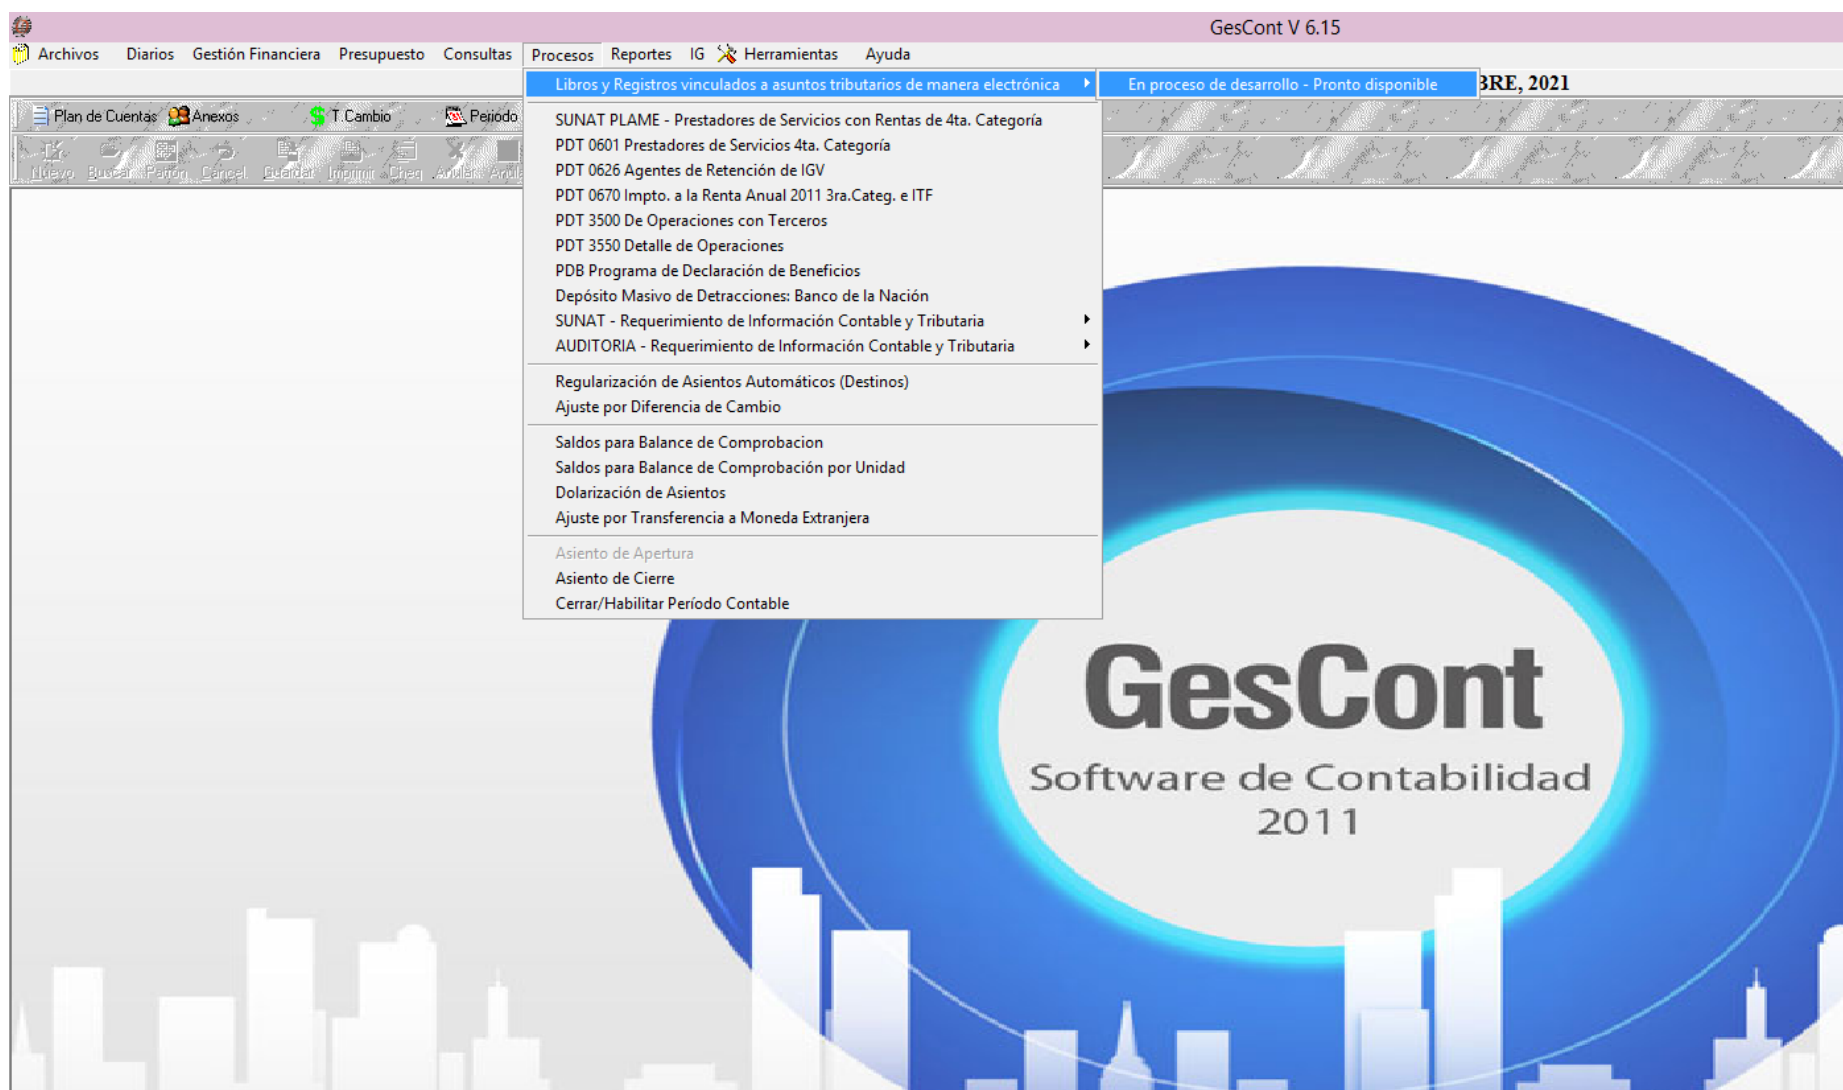 GesCont V 6.15
Archivos Diarios Gestión Financiera Presupuesto Consultas Procesos Reportes IG Herramientas Ayuda
Libros y Registros vinculados a asuntos tributarios de manera electrónica
En proceso de desarrollo - Pronto disponible
BRE, 2021
Plan de Cuentas Anexos T.Cambio Periodo
Nuevo Buscar Patrón Cancel. Guardar Imprimir Cheq Anular
SUNAT PLAME - Prestadores de Servicios con Rentas de 4ta. Categoría
PDT 0601 Prestadores de Servicios 4ta. Categoría
PDT 0626 Agentes de Retención de IGV
PDT 0670 Impto. a la Renta Anual 2011 3ra.Categ. e ITF
PDT 3500 De Operaciones con Terceros
PDT 3550 Detalle de Operaciones
PDB Programa de Declaración de Beneficios
Depósito Masivo de Detracciones: Banco de la Nación
SUNAT - Requerimiento de Información Contable y Tributaria
AUDITORIA - Requerimiento de Información Contable y Tributaria
Regularización de Asientos Automáticos (Destinos)
Ajuste por Diferencia de Cambio
Saldos para Balance de Comprobacion
Saldos para Balance de Comprobación por Unidad
Dolarización de Asientos
Ajuste por Transferencia a Moneda Extranjera
Asiento de Apertura
Asiento de Cierre
Cerrar/Habilitar Período Contable
GesCont
Software de Contabilidad
2011